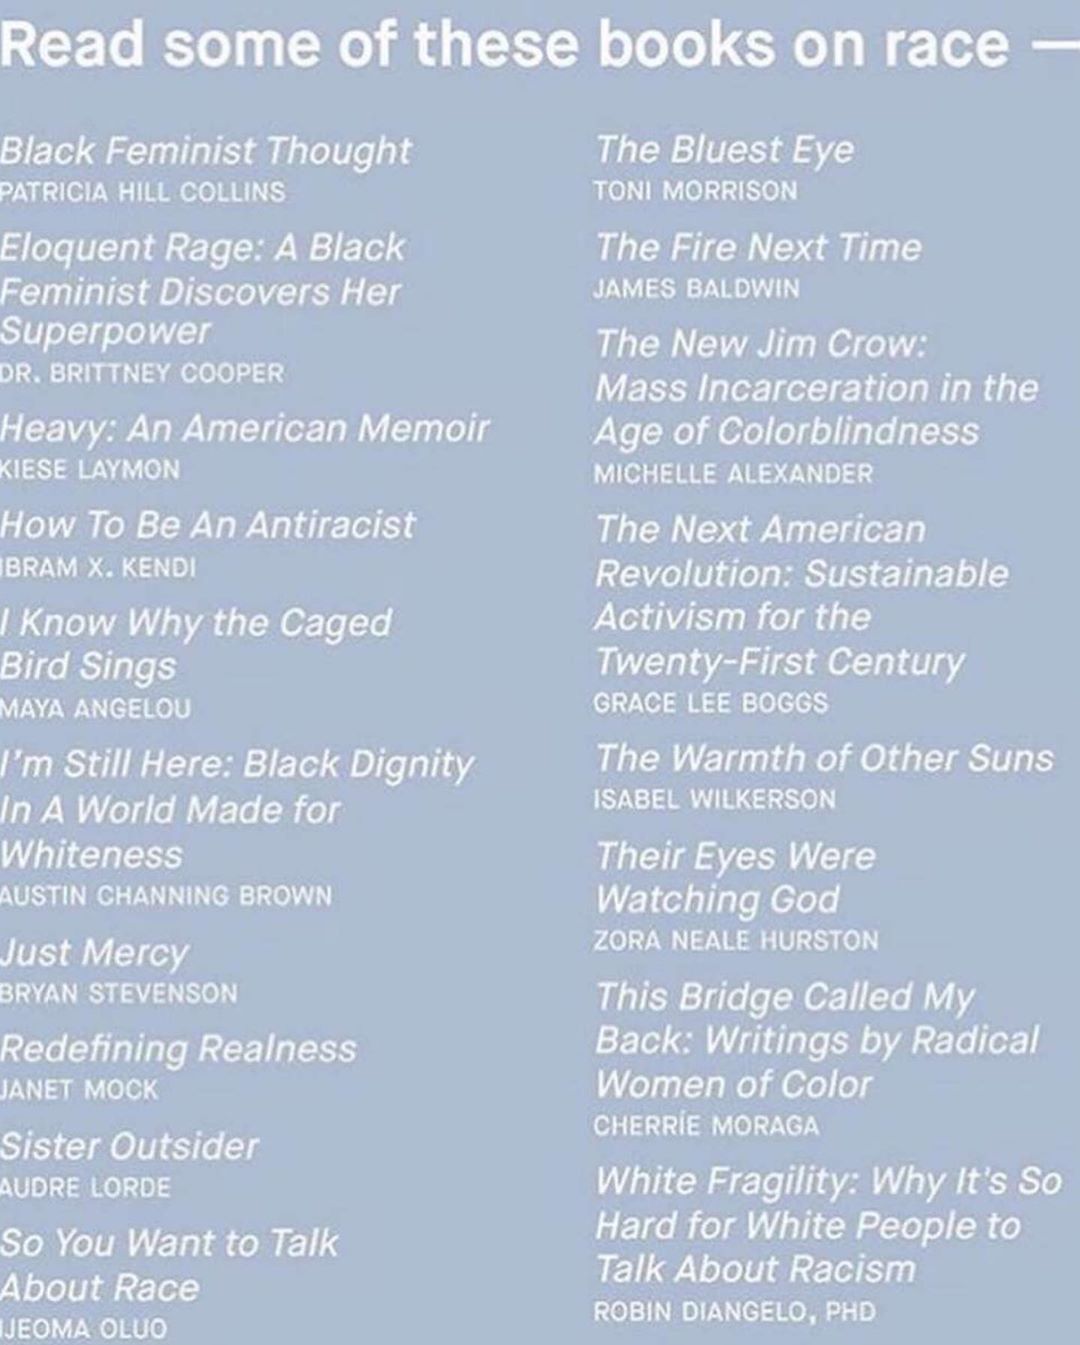 Read some of these books on race —
Black Feminist Thought
PATRICIA HILL COLLINS
Eloquent Rage: A Black
Feminist Discovers Her
Superpower
DR. BRITTNEY COOPER
Heavy: An American Memoir
KIESE LAYMON
How To Be An Antiracist
IBRAM X. KENDI
I Know Why the Caged
Bird Sings
MAYA ANGELOU
I'm Still Here: Black Dignity
In A World Made for
Whiteness
AUSTIN CHANNING BROWN
Just Mercy
BRYAN STEVENSON
Redefining Realness
JANET MOCK
Sister Outsider
AUDRE LORDE
So You Want to Talk
About Race
IJEOMA OLUO
The Bluest Eye
TONI MORRISON
The Fire Next Time
JAMES BALDWIN
The New Jim Crow:
Mass Incarceration in the
Age of Colorblindness
MICHELLE ALEXANDER
The Next American
Revolution: Sustainable
Activism for the
Twenty-First Century
GRACE LEE BOGGS
The Warmth of Other Suns
ISABEL WILKERSON
Their Eyes Were
Watching God
ZORA NEALE HURSTON
This Bridge Called My
Back: Writings by Radical
Women of Color
CHERRÍE MORAGA
White Fragility: Why It's So
Hard for White People to
Talk About Racism
ROBIN DIANGELO, PHD